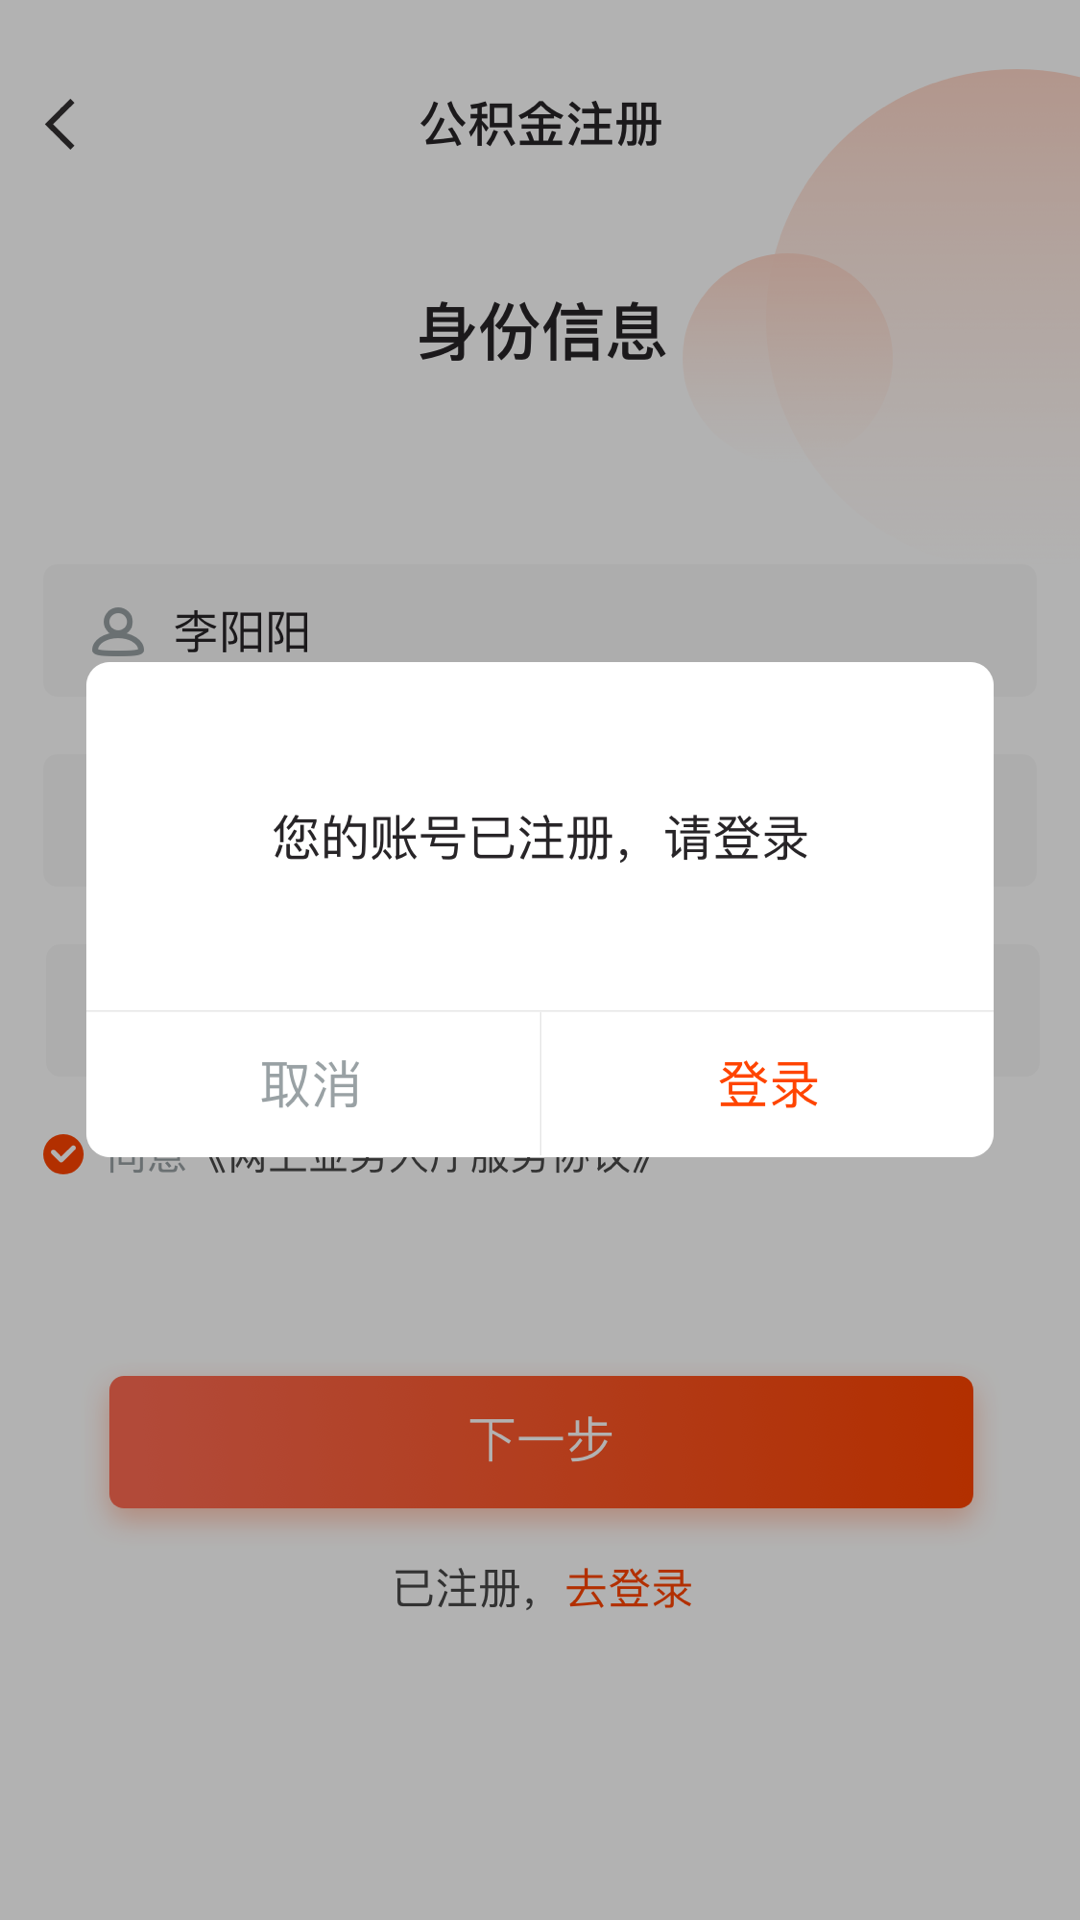 公积金注册
身份信息
李阳阳
您的账号已注册，请登录
取消
登录
同意《网上业务大厅服务协议》
下一步
已注册，去登录